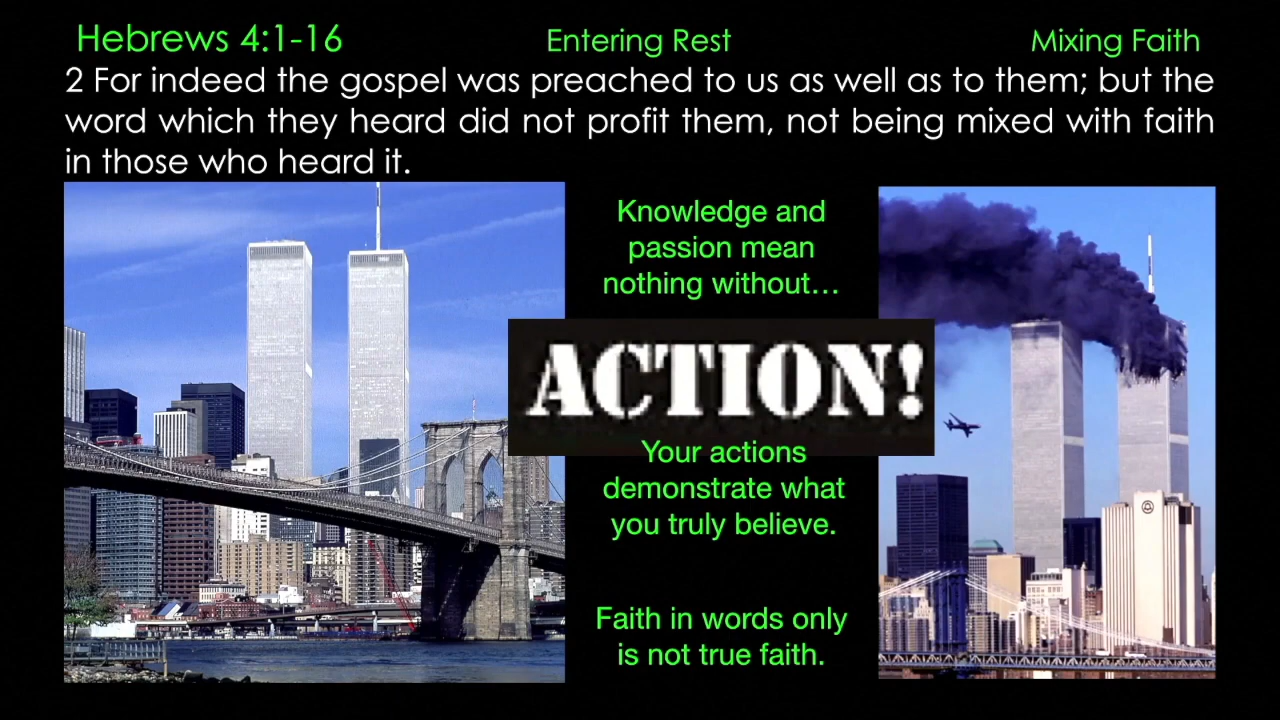 Hebrews 4:1-16 Entering Rest Mixing Faith
2 For indeed the gospel was preached to us as well as to them; but the
word which they heard did not profit them, not being mixed with faith
in those who heard it.
Knowledge and
passion mean
nothing without…
ACTION!
Your actions
demonstrate what
you truly believe.
Faith in words only
is not true faith.